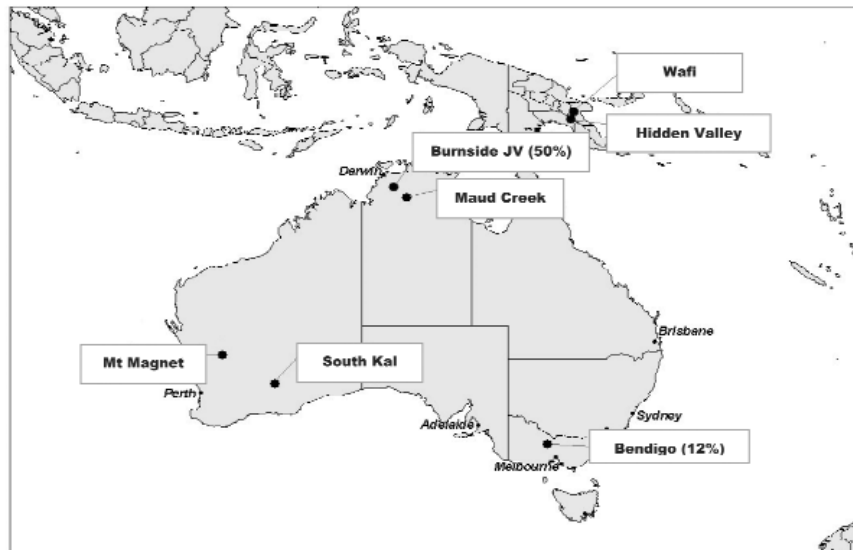 Wafi
Hidden Valley
Burnside JV (50%)
Darwin
Maud Creek
Brisbane
Mt Magnet
South Kal
Perth
Sydney
Adelaide
Bendigo (12%)
Melbourne